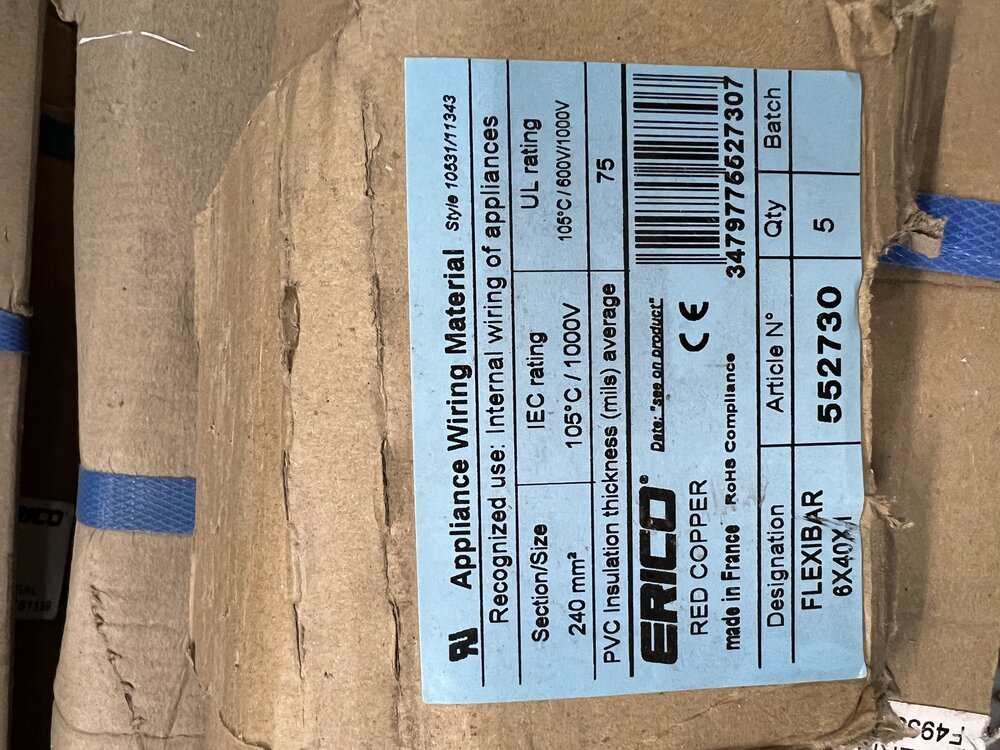 Appliance Wiring Material Style 10531/11343
Recognized use: Internal wiring of appliances
Section/Size IEC rating UL rating
240 mm² 105°C / 1000V 105°C / 600V/1000V
PVC Insulation thickness (mils) average 75
ERICO® Date: "see on product"
RED COPPER CE
made in France RoHS Compliance
3479776527307
Designation Article N° Qty Batch
FLEXIBAR 552730 5
6X40X1
F495